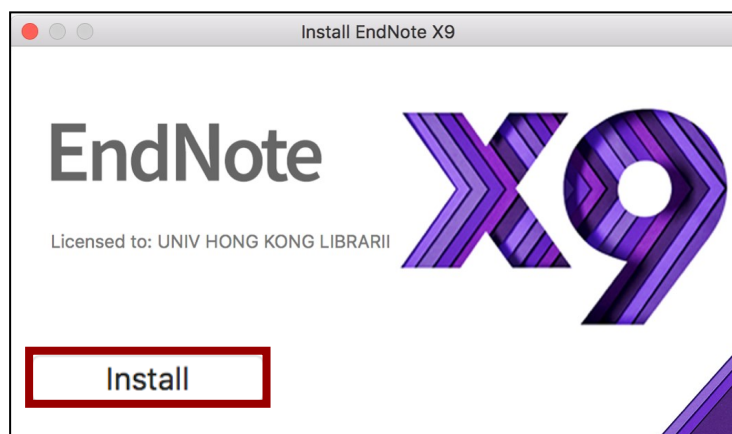 Install EndNote X9
EndNote X9
Licensed to: UNIV HONG KONG LIBRARII
Install